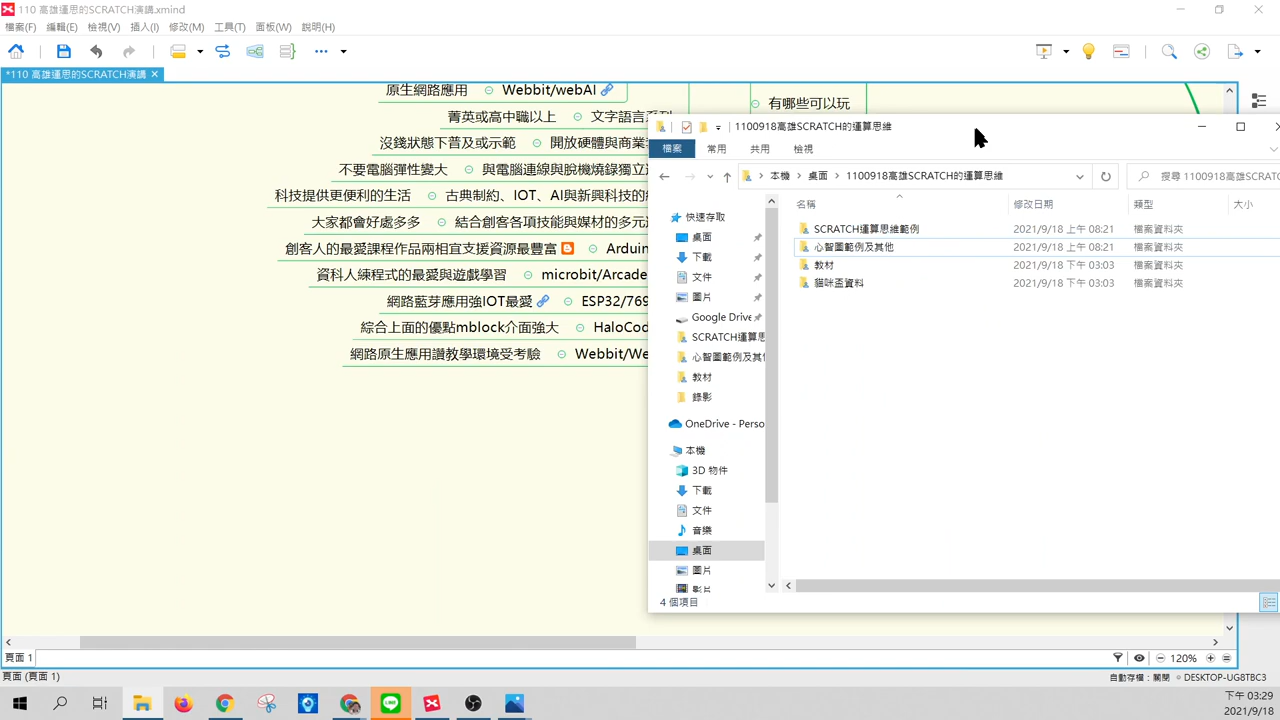 110 高雄運思的SCRATCH演講.xmind
檔案(F) 編輯(E) 檢視(V) 插入(I) 修改(M) 工具(T) 面板(W) 說明(H)
*110 高雄運思的SCRATCH演講
原生網路應用 Webbit/webAI
有哪些可以玩
菁英或高中職以上 文字語言系列
沒錢狀態下普及或示範 開放硬體與商業
不要電腦彈性變大 與電腦連線與脫機燒錄獨立
科技提供更便利的生活 古典制約、IOT、AI與新興科技的
大家都會好處多多 結合創客各項技能與媒材的多元
創客人的最愛課程作品兩相宜支援資源最豐富 Arduin
資科人練程式的最愛與遊戲學習 microbit/Arcade
網路藍芽應用強IOT最愛 ESP32/769
綜合上面的優點mblock介面強大 HaloCod
網路原生應用讚教學環境受考驗 Webbit/We
1100918高雄SCRATCH的運算思維
檔案 常用 共用 檢視
本機 桌面 1100918高雄SCRATCH的運算思維
搜尋 1100918高雄SCRATC
名稱 修改日期 類型 大小
SCRATCH運算思維範例 2021/9/18 上午 08:21 檔案資料夾
心智圖範例及其他 2021/9/18 上午 08:21 檔案資料夾
教材 2021/9/18 下午 03:03 檔案資料夾
貓咪盃資料 2021/9/18 下午 03:03 檔案資料夾
快速存取
桌面
下載
文件
圖片
Google Drive
SCRATCH運算思
心智圖範例及其他
教材
錄影
OneDrive - Perso
本機
3D 物件
下載
文件
音樂
桌面
圖片
影片
4 個項目
頁面 1
120%
頁面 (頁面 1)
自動存檔：關閉 DESKTOP-UG8TBC3
LINE
下午 03:29
2021/9/18